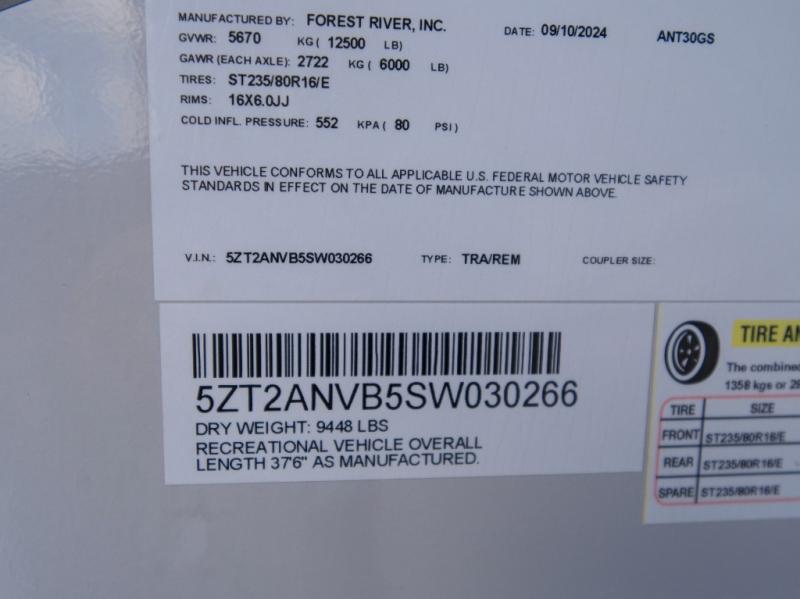 MANUFACTURED BY: FOREST RIVER, INC.
DATE: 09/10/2024
ANT30GS
GVWR: 5670 KG ( 12500 LB)
GAWR (EACH AXLE): 2722 KG ( 6000 LB)
TIRES: ST235/80R16/E
RIMS: 16X6.0JJ
COLD INFL. PRESSURE: 552 KPA ( 80 PSI )
THIS VEHICLE CONFORMS TO ALL APPLICABLE U.S. FEDERAL MOTOR VEHICLE SAFETY
STANDARDS IN EFFECT ON THE DATE OF MANUFACTURE SHOWN ABOVE.
V.I.N.: 5ZT2ANVB5SW030266 TYPE: TRA/REM COUPLER SIZE:
5ZT2ANVB5SW030266
DRY WEIGHT: 9448 LBS
RECREATIONAL VEHICLE OVERALL
LENGTH 37'6" AS MANUFACTURED.
TIRE AN
The combined
1358 kgs or 29
TIRE SIZE
FRONT ST235/80R16/E
REAR ST235/80R16/E
SPARE ST235/80R16/E